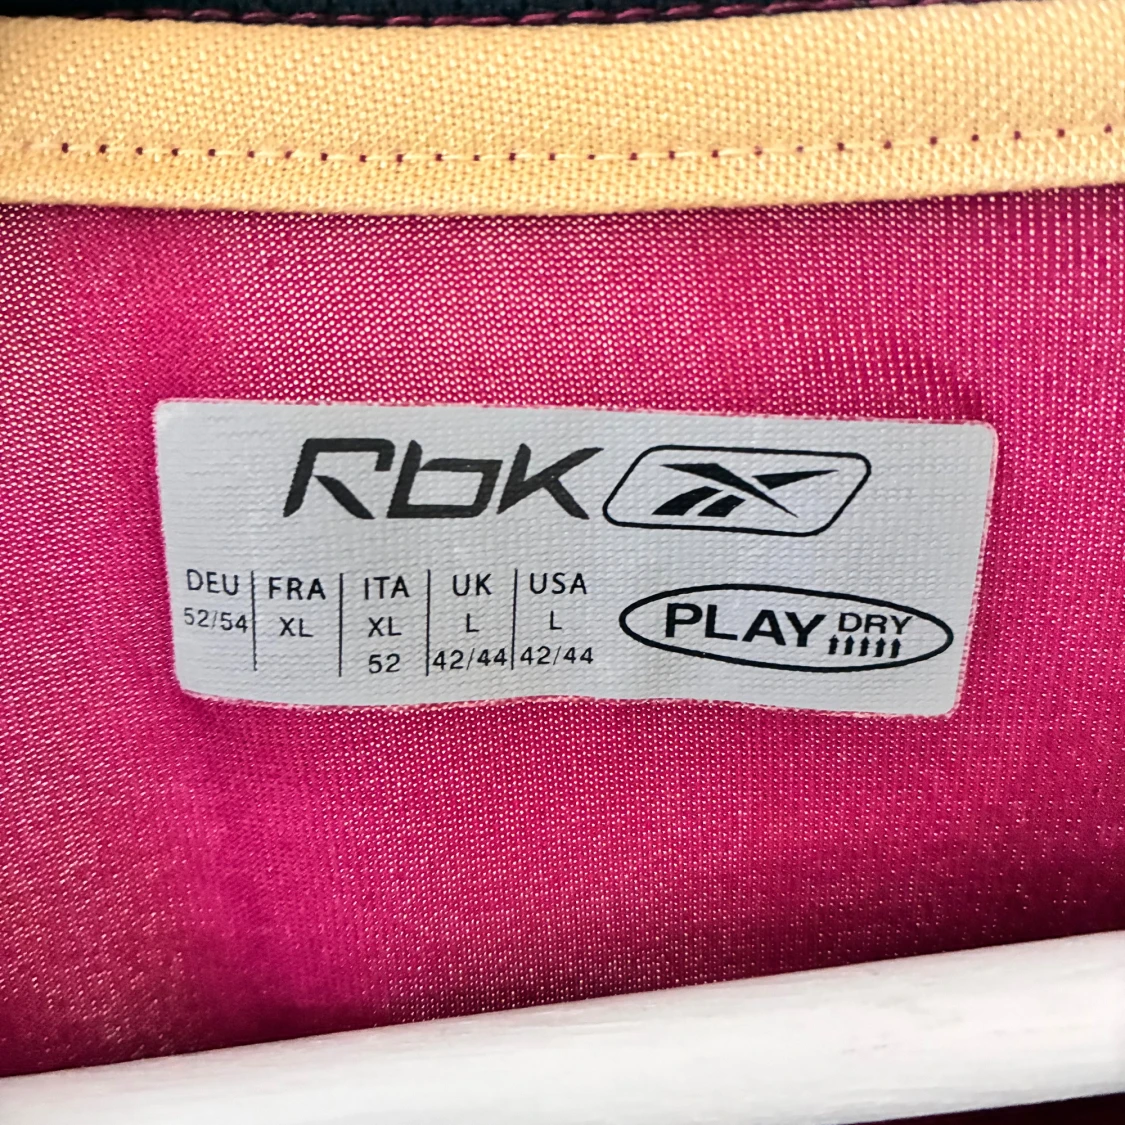 Rbk
DEU FRA ITA UK USA
52/54 XL XL L L
52 42/44 42/44
PLAY DRY